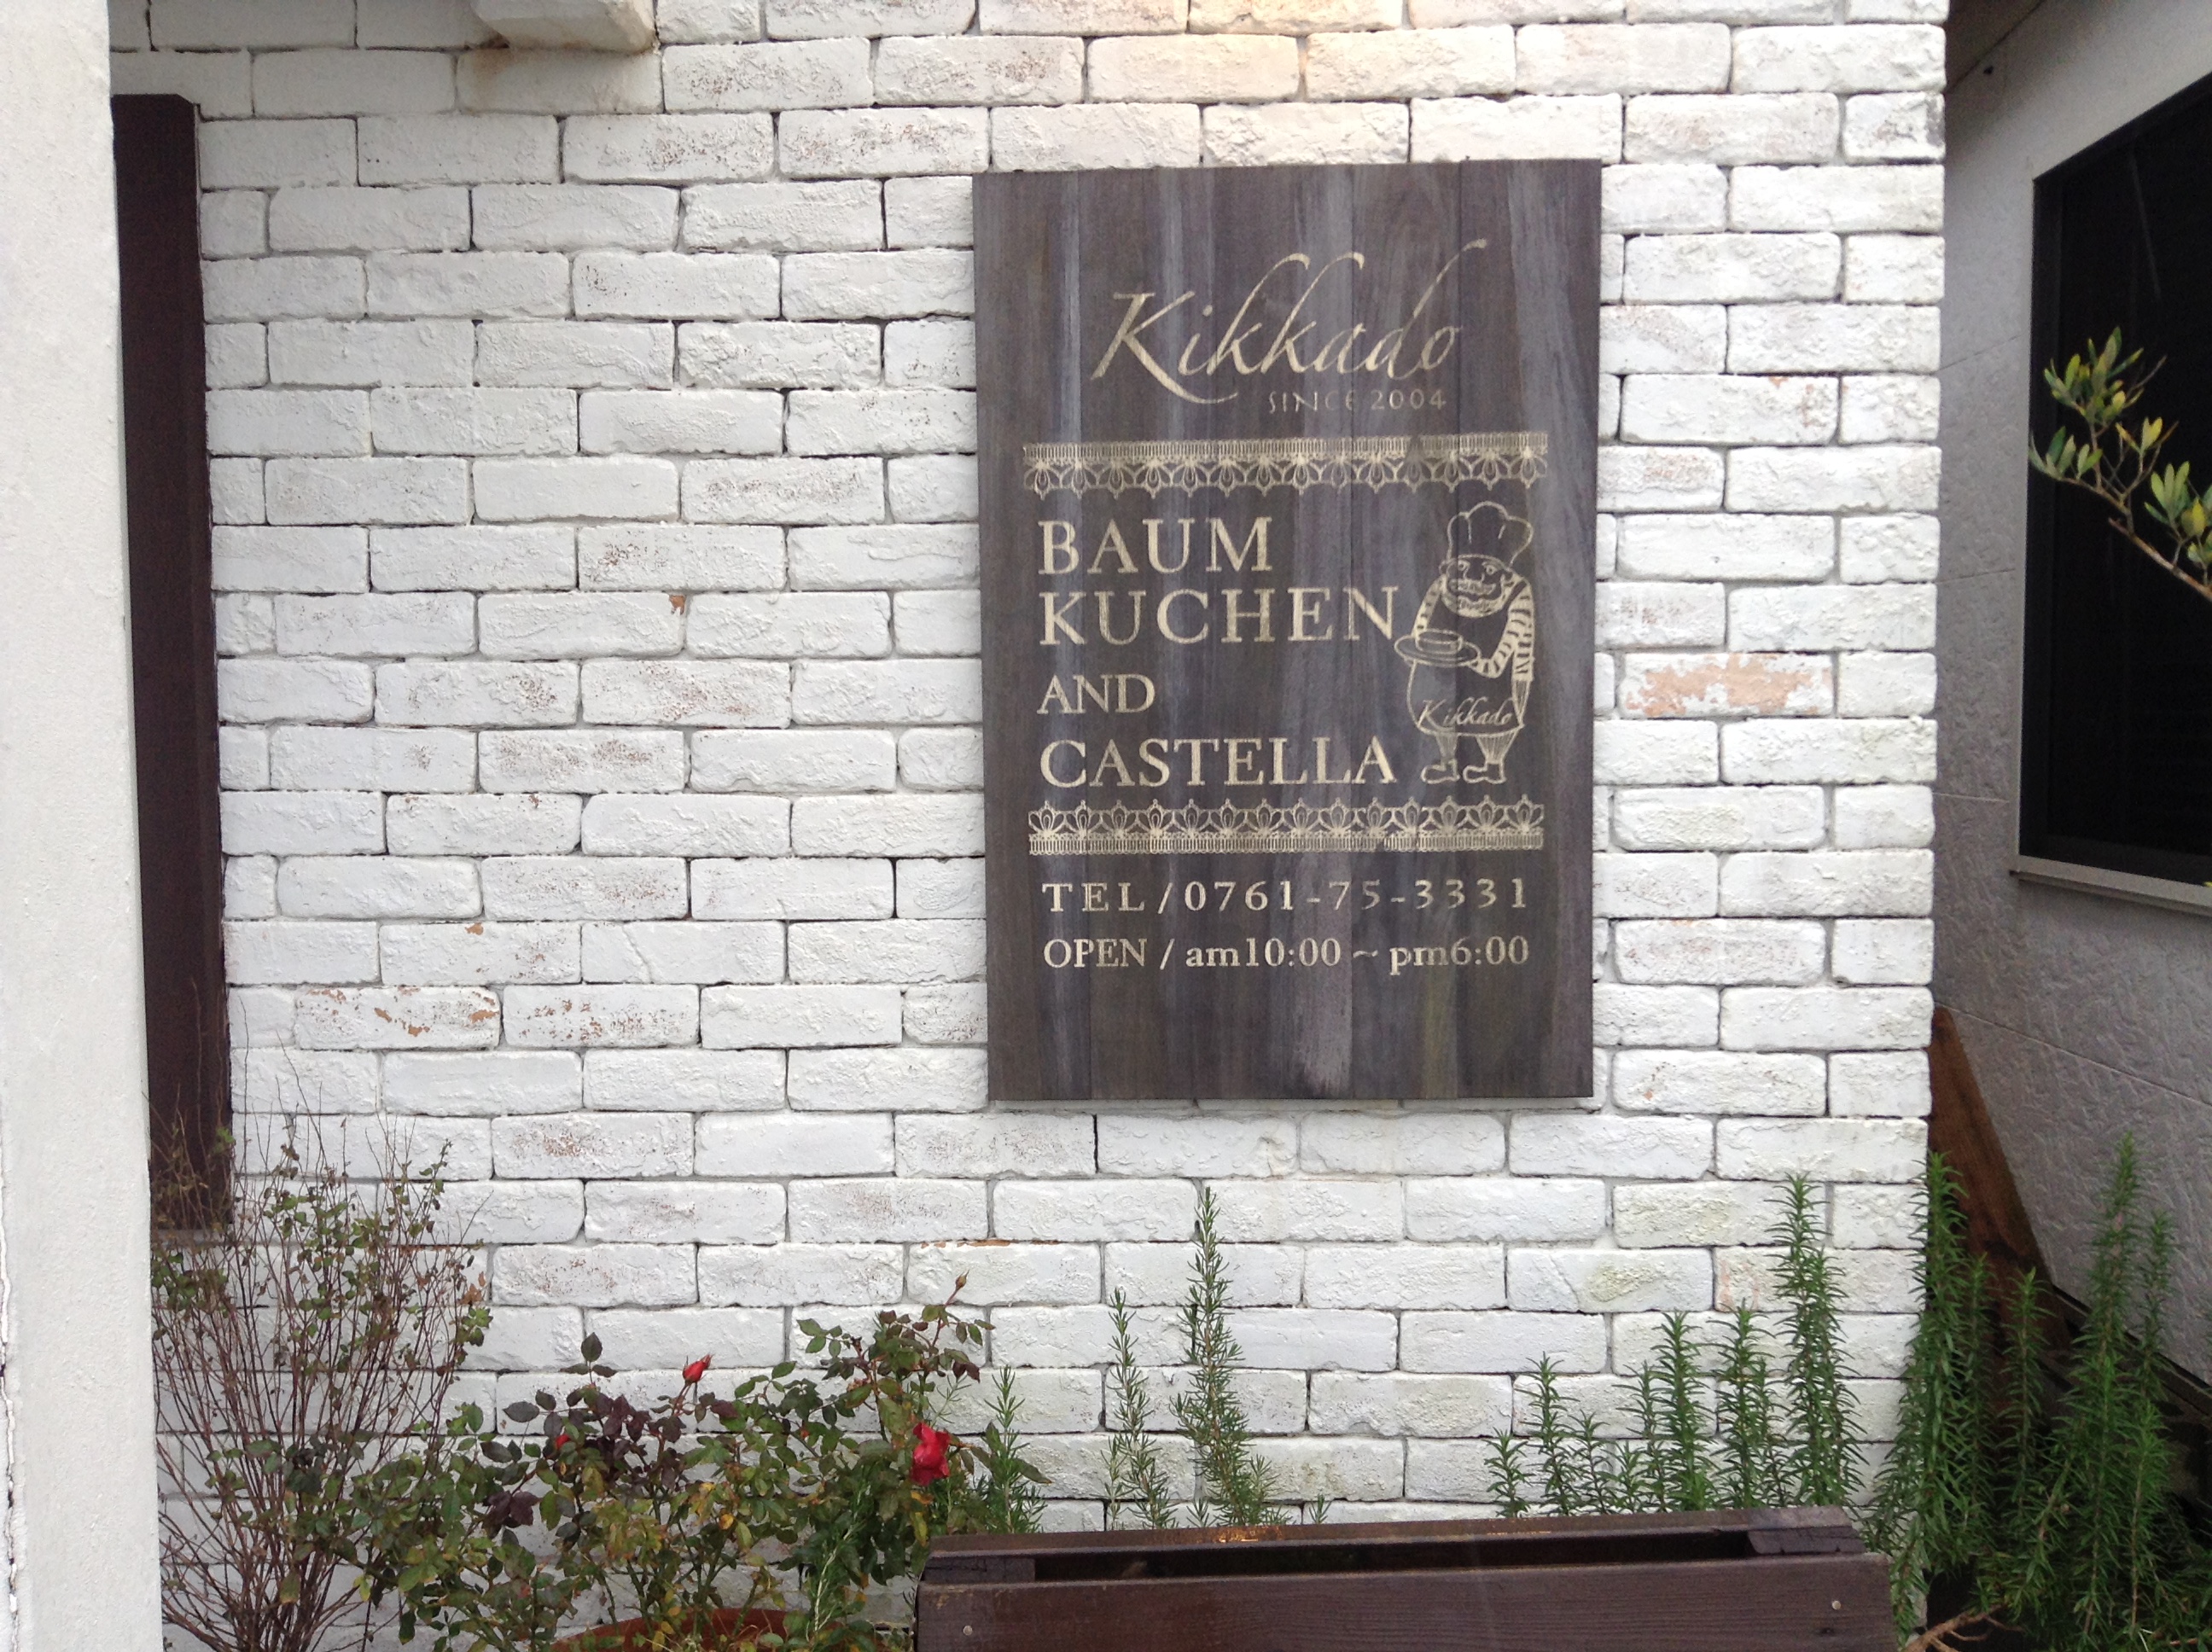 Kikkado
SINCE 2004
BAUM
KUCHEN
AND
CASTELLA
Kikkado
TEL/0761-75-3331
OPEN / am10:00 ~ pm6:00